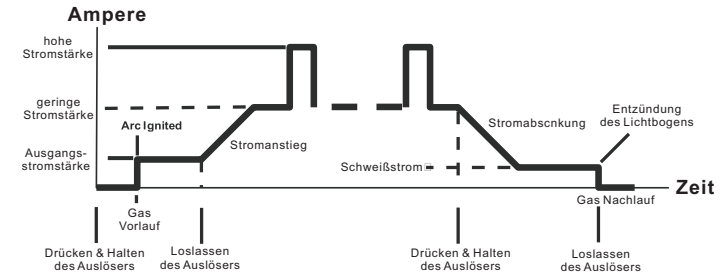 Ampere
hohe
Stromstärke
geringe
Stromstärke
Arc Ignited
Ausgangs-
stromstärke
Stromanstieg
Stromabscnkung
Entzündung
des Lichtbogens
Schweißstrom
Zeit
Gas
Vorlauf
Gas Nachlauf
Drücken & Halten
des Auslösers
Loslassen
des Auslösers
Drücken & Halten
des Auslösers
Loslassen
des Auslösers